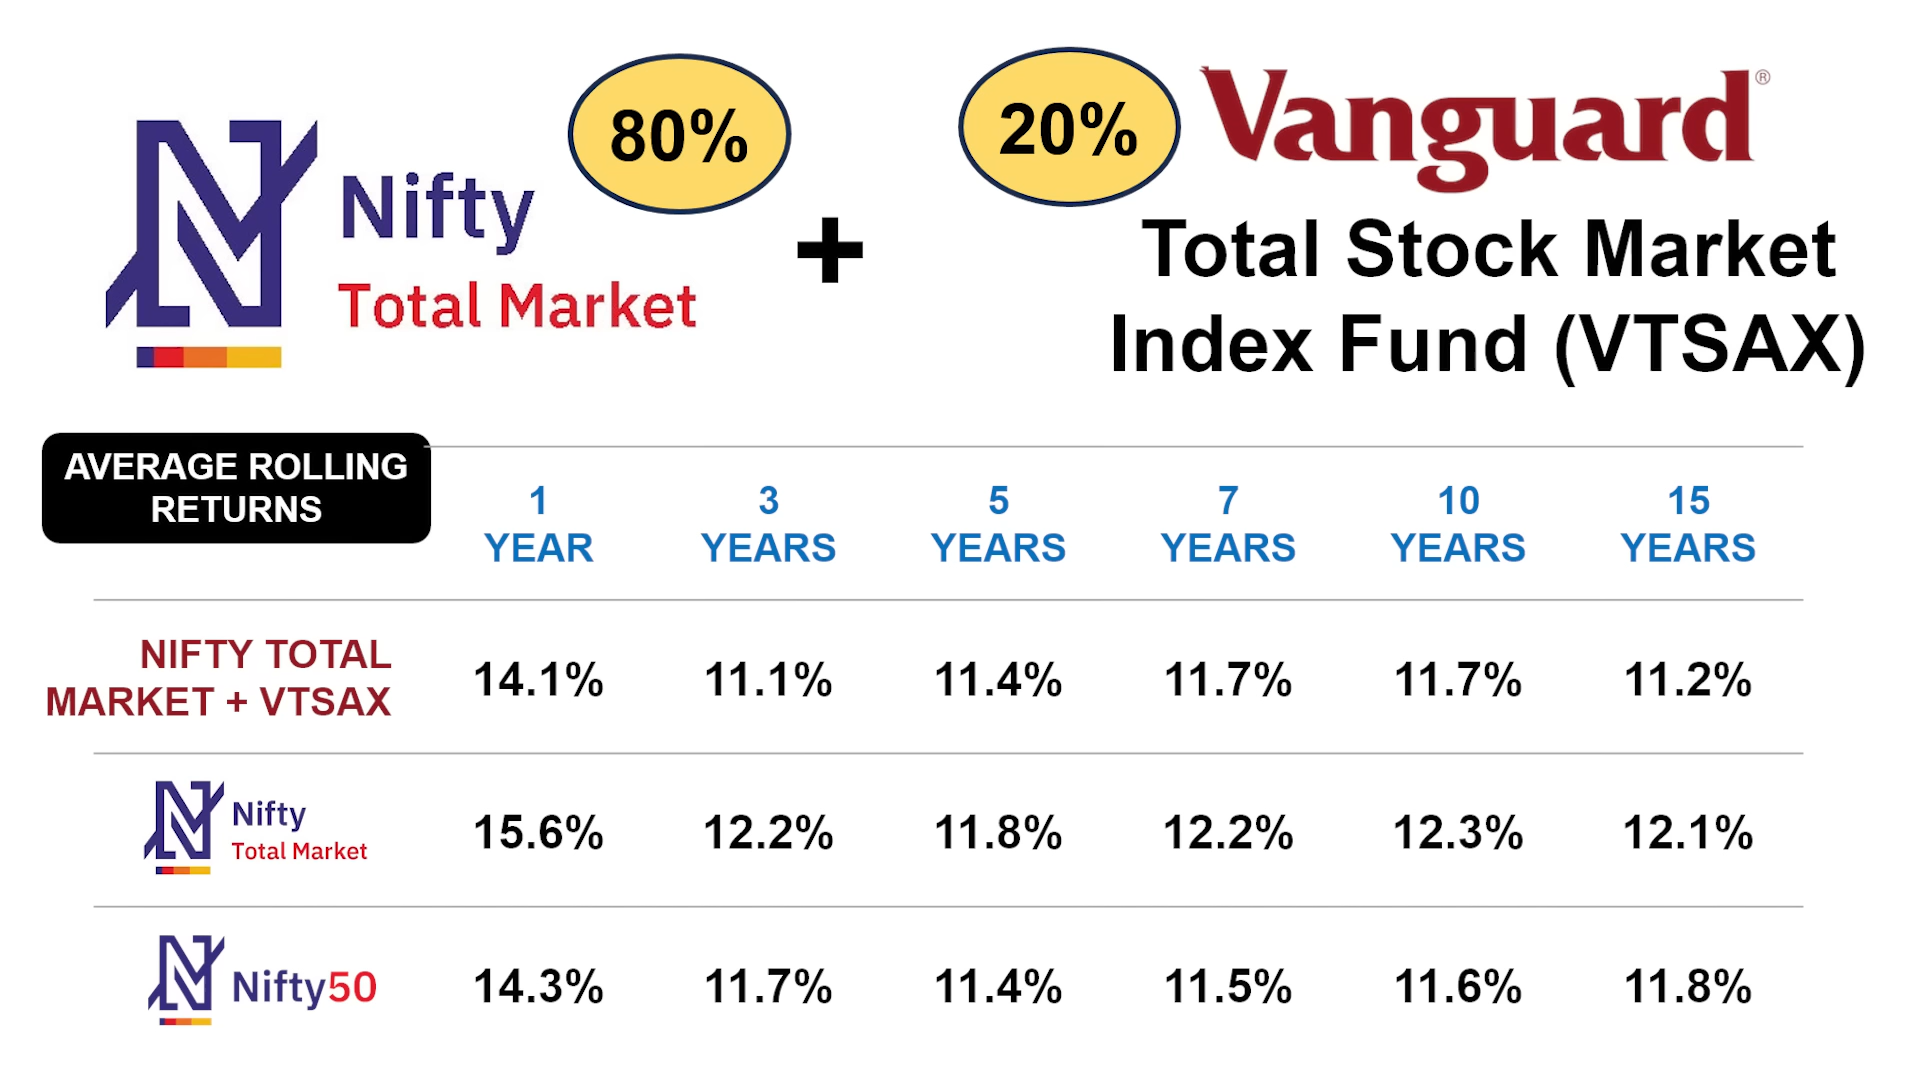 80%
20%
Vanguard®
Nifty
Total Market
+
Total Stock Market
Index Fund (VTSAX)
AVERAGE ROLLING
RETURNS
1
YEAR
3
YEARS
5
YEARS
7
YEARS
10
YEARS
15
YEARS
NIFTY TOTAL
MARKET + VTSAX
14.1% 11.1% 11.4% 11.7% 11.7% 11.2%
Nifty
Total Market
15.6% 12.2% 11.8% 12.2% 12.3% 12.1%
Nifty50
14.3% 11.7% 11.4% 11.5% 11.6% 11.8%